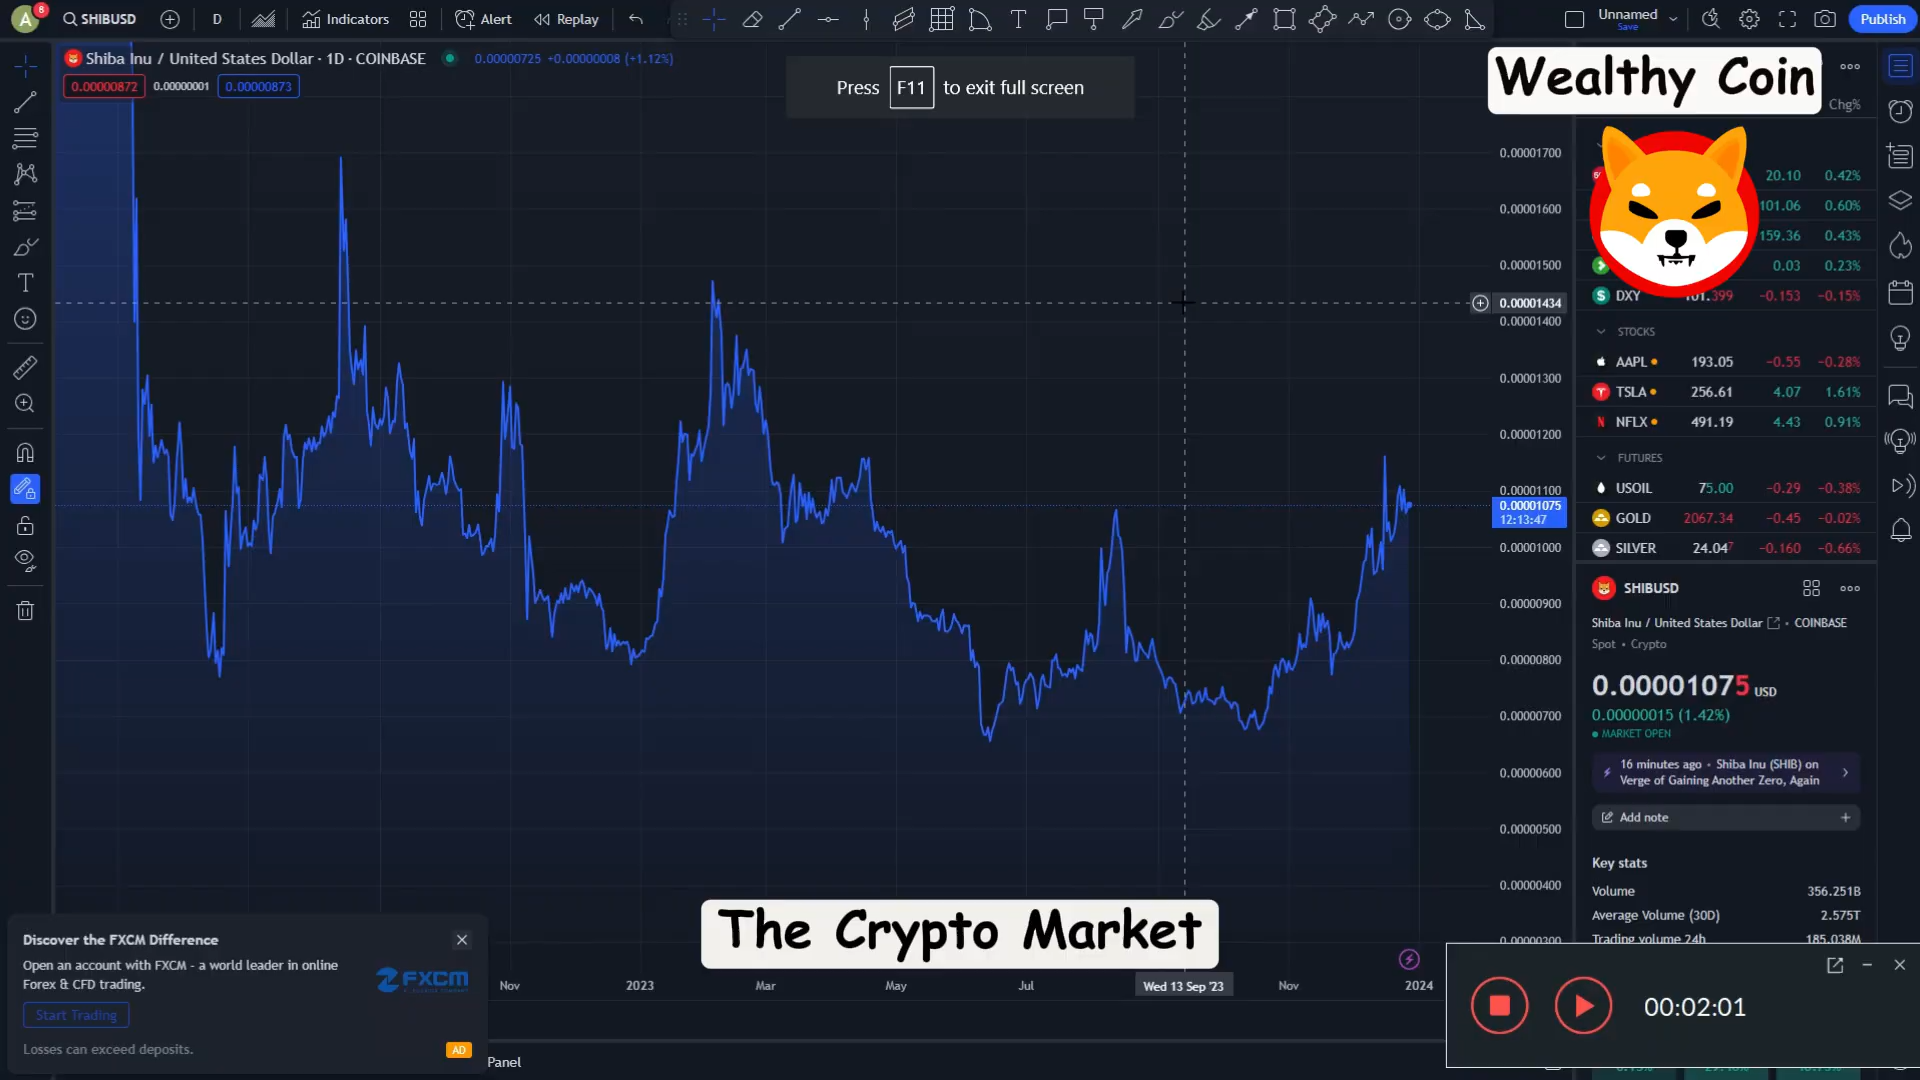 A 8 SHIBUSD D Indicators Alert Replay Unnamed Save Publish
Shiba Inu / United States Dollar · 1D · COINBASE 0.00000725 +0.00000008 (+1.12%)
0.00000872 0.00000001 0.00000873
Press F11 to exit full screen
Wealthy Coin
Chg%
0.00001700
0.00001600
0.00001500
0.00001434
0.00001400
0.00001300
0.00001200
0.00001100
0.00001075
12:13:47
0.00001000
0.00000900
0.00000800
0.00000700
0.00000600
0.00000500
0.00000400
0.00000300
20.10 0.42%
101.06 0.60%
159.36 0.43%
0.03 0.23%
DXY 101.399 −0.153 −0.15%
STOCKS
AAPL 193.05 −0.55 −0.28%
TSLA 256.61 4.07 1.61%
NFLX 491.19 4.43 0.91%
FUTURES
USOIL 75.00 −0.29 −0.38%
GOLD 2067.34 −0.45 −0.02%
SILVER 24.047 −0.160 −0.66%
SHIBUSD
Shiba Inu / United States Dollar • COINBASE
Spot • Crypto
0.00001075 USD
0.00000015 (1.42%)
MARKET OPEN
16 minutes ago • Shiba Inu (SHIB) on
Verge of Gaining Another Zero, Again
Add note
Key stats
Volume 356.251B
Average Volume (30D) 2.575T
Trading volume 24h 185.038M
The Crypto Market
Nov 2023 Mar May Jul Wed 13 Sep '23 Nov 2024
Discover the FXCM Difference
Open an account with FXCM - a world leader in online
Forex & CFD trading.
FXCM
Start Trading
Losses can exceed deposits.
AD
Panel
00:02:01